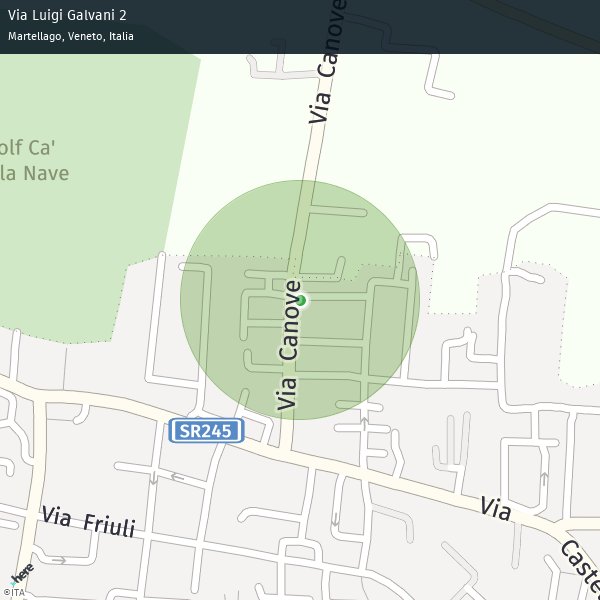 Via Luigi Galvani 2
Martellago, Veneto, Italia
Via Canove
olf Ca'
la Nave
Via Canove
SR245
Via
Via Friuli
Caste
here
©ITA